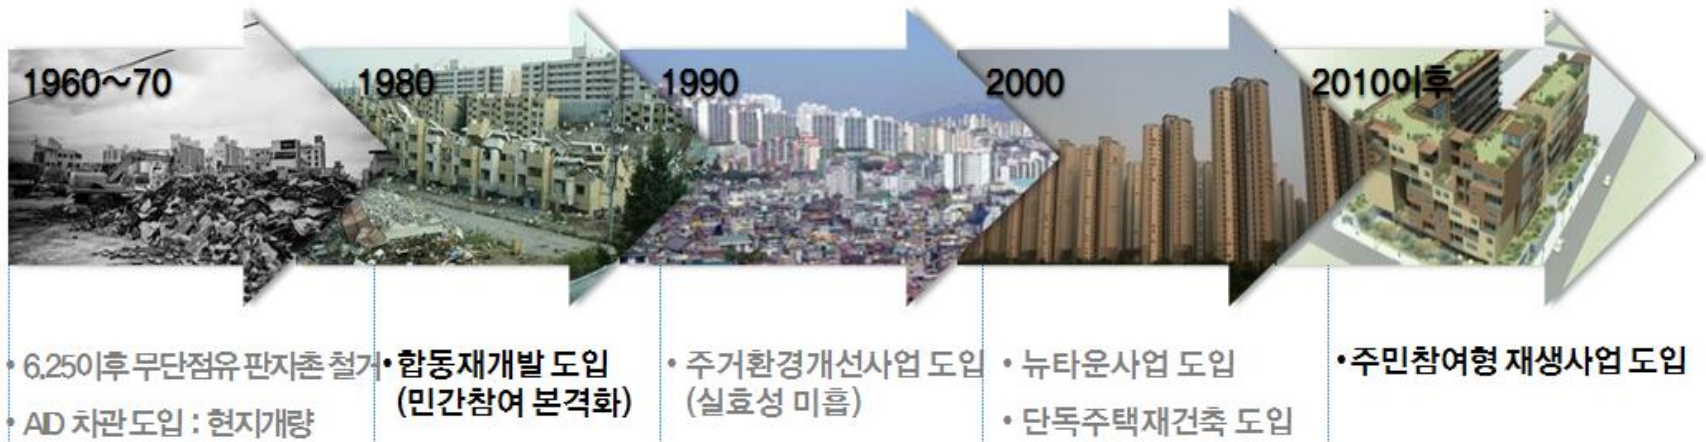 1960~70
1980
1990
2000
2010이후
• 6.25이후 무단점유 판자촌 철거
• AID 차관 도입 : 현지개량
• 합동재개발 도입
(민간참여 본격화)
• 주거환경개선사업 도입
(실효성 미흡)
• 뉴타운사업 도입
• 단독주택재건축 도입
• 주민참여형 재생사업 도입